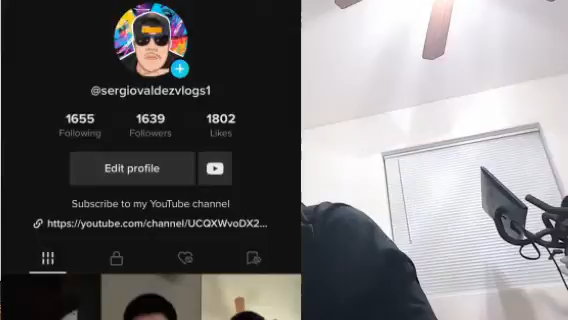 @sergiovaldezvlogs1
1655 1639 1802
Following Followers Likes
Edit profile
Subscribe to my YouTube channel
https://youtube.com/channel/UCQXWvoDX2...